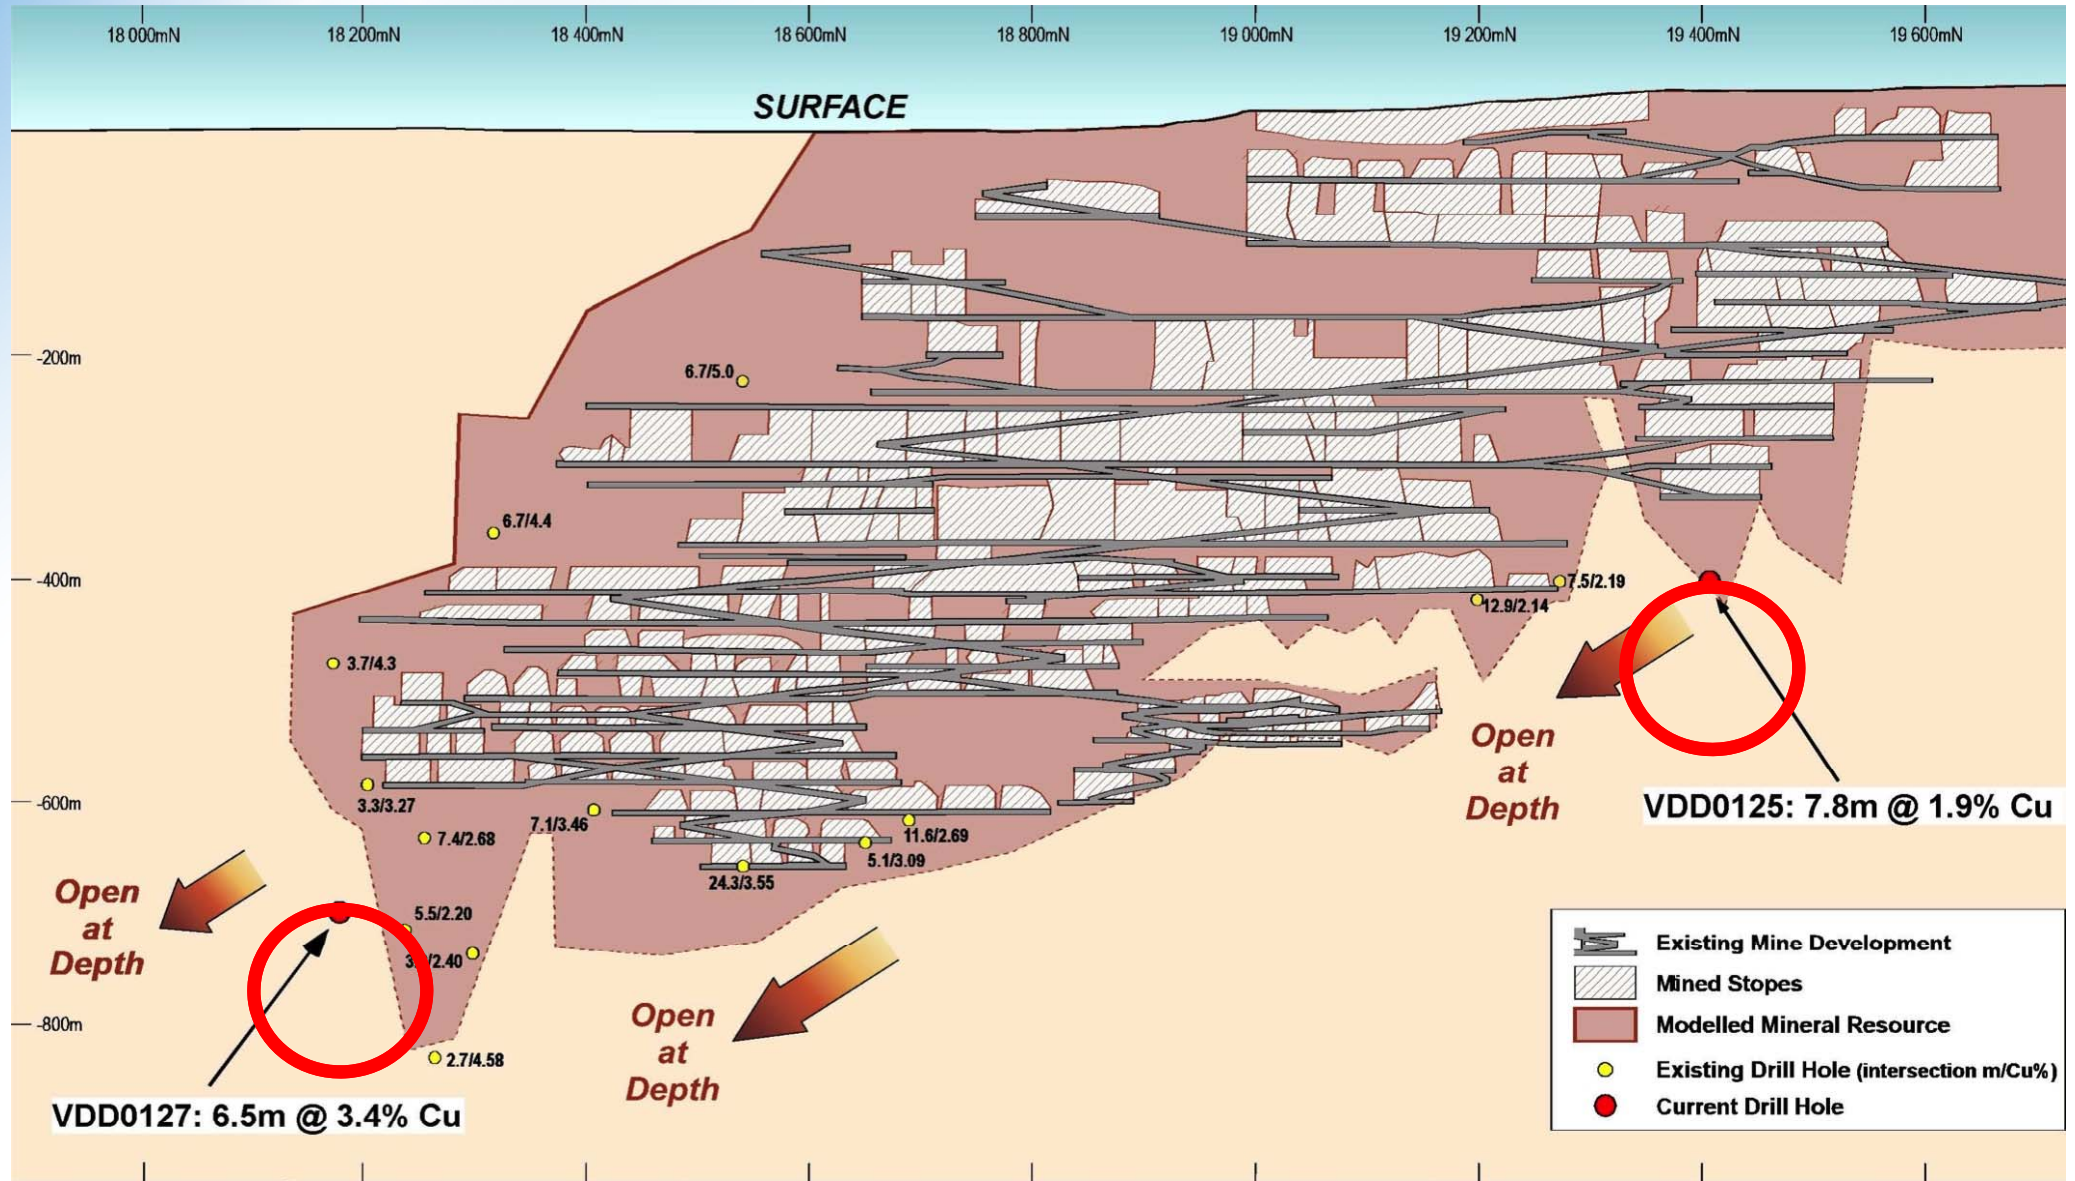 18 000mN
18 200mN
18 400mN
18 600mN
18 800mN
19 000mN
19 200mN
19 400mN
19 600mN
SURFACE
-200m
6.7/5.0
6.7/4.4
-400m
7.5/2.19
12.9/2.14
3.7/4.3
Open
at
Depth
-600m
3.3/3.27
7.1/3.46
7.4/2.68
11.6/2.69
5.1/3.09
24.3/3.55
VDD0125: 7.8m @ 1.9% Cu
Open
at
Depth
5.5/2.20
/2.40
-800m
2.7/4.58
Open
at
Depth
VDD0127: 6.5m @ 3.4% Cu
Existing Mine Development
Mined Stopes
Modelled Mineral Resource
Existing Drill Hole (intersection m/Cu%)
Current Drill Hole